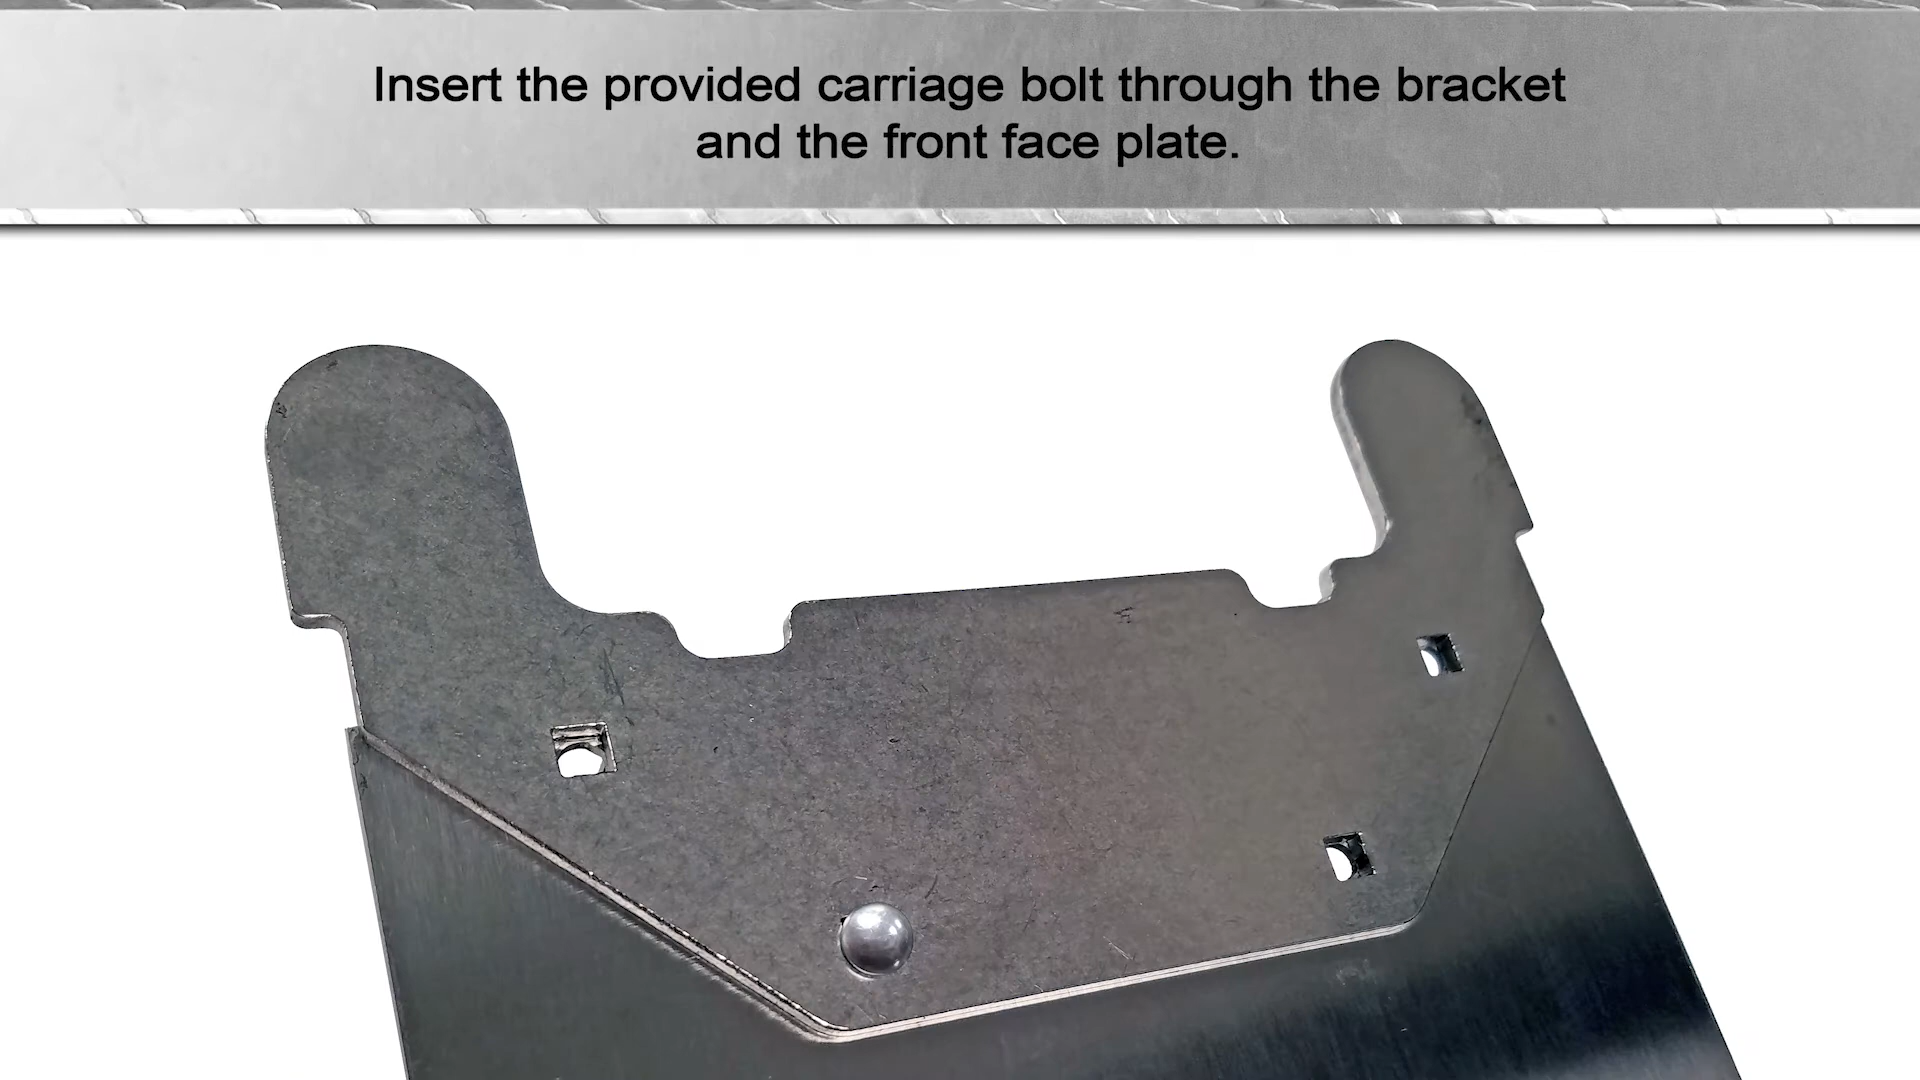 Insert the provided carriage bolt through the bracket
and the front face plate.